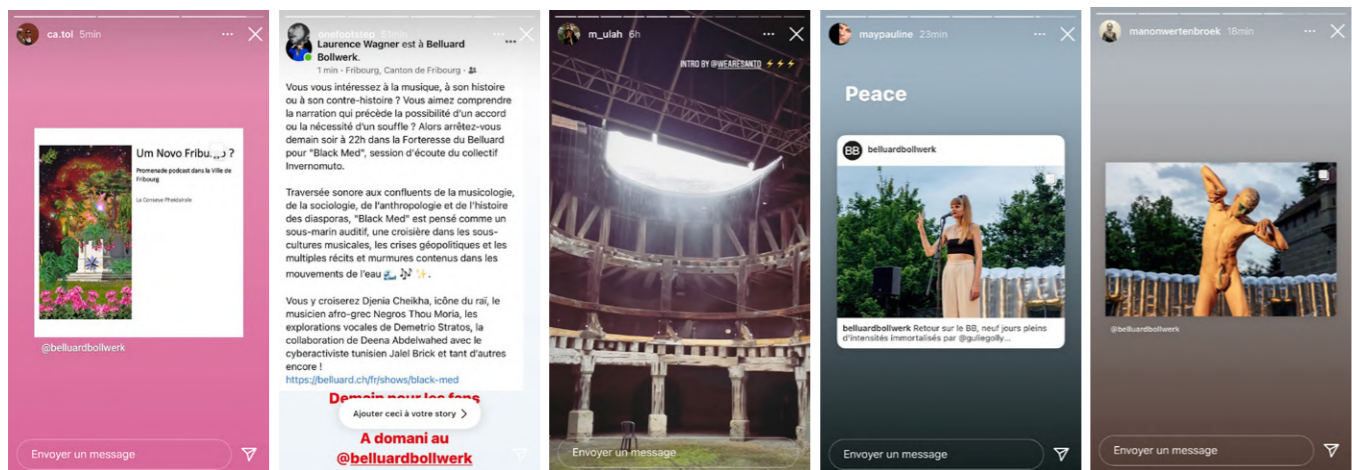 ca.tol 5min
Um Novo Fribu
?
Promenade podcast dans la Ville de
Fribourg
@belluardbollwerk
Envoyer un message
onefootstep 51min
Laurence Wagner est à Belluard
Bollwerk.
1 min · Fribourg, Canton de Fribourg ·
Vous vous intéressez à la musique, à son histoire
ou à son contre-histoire ? Vous aimez comprendre
la narration qui précède la possibilité d'un accord
ou la nécessité d'un souffle ? Alors arrêtez-vous
demain soir à 22h dans la Forteresse du Belluard
pour "Black Med", session d'écoute du collectif
Invernomuto.
Traversée sonore aux confluents de la musicologie,
de la sociologie, de l'anthropologie et de l'histoire
des diasporas, "Black Med" est pensé comme un
sous-marin auditif, une croisière dans les sous-
cultures musicales, les crises géopolitiques et les
multiples récits et murmures contenus dans les
mouvements de l'eau 🌊 🎶 ✨.
Vous y croiserez Djenia Cheikha, icône du raï, le
musicien afro-grec Negros Thou Moria, les
explorations vocales de Demetrio Stratos, la
collaboration de Deena Abdelwahed avec le
cyberactiviste tunisien Jalel Brick et tant d'autres
encore !
https://belluard.ch/fr/shows/black-med
Demain pour les fans
Ajouter ceci à votre story >
A domani au
@belluardbollwerk
m_ulah 6h
INTRO BY @WEARESANTO ⚡⚡⚡
Envoyer un message
maypauline 23min
Peace
BB belluardbollwerk
belluardbollwerk Retour sur le BB, neuf jours pleins
d'intensités immortalisés par @guliegolly...
Envoyer un message
manonwertenbroek 18min
@belluardbollwerk
Envoyer un message